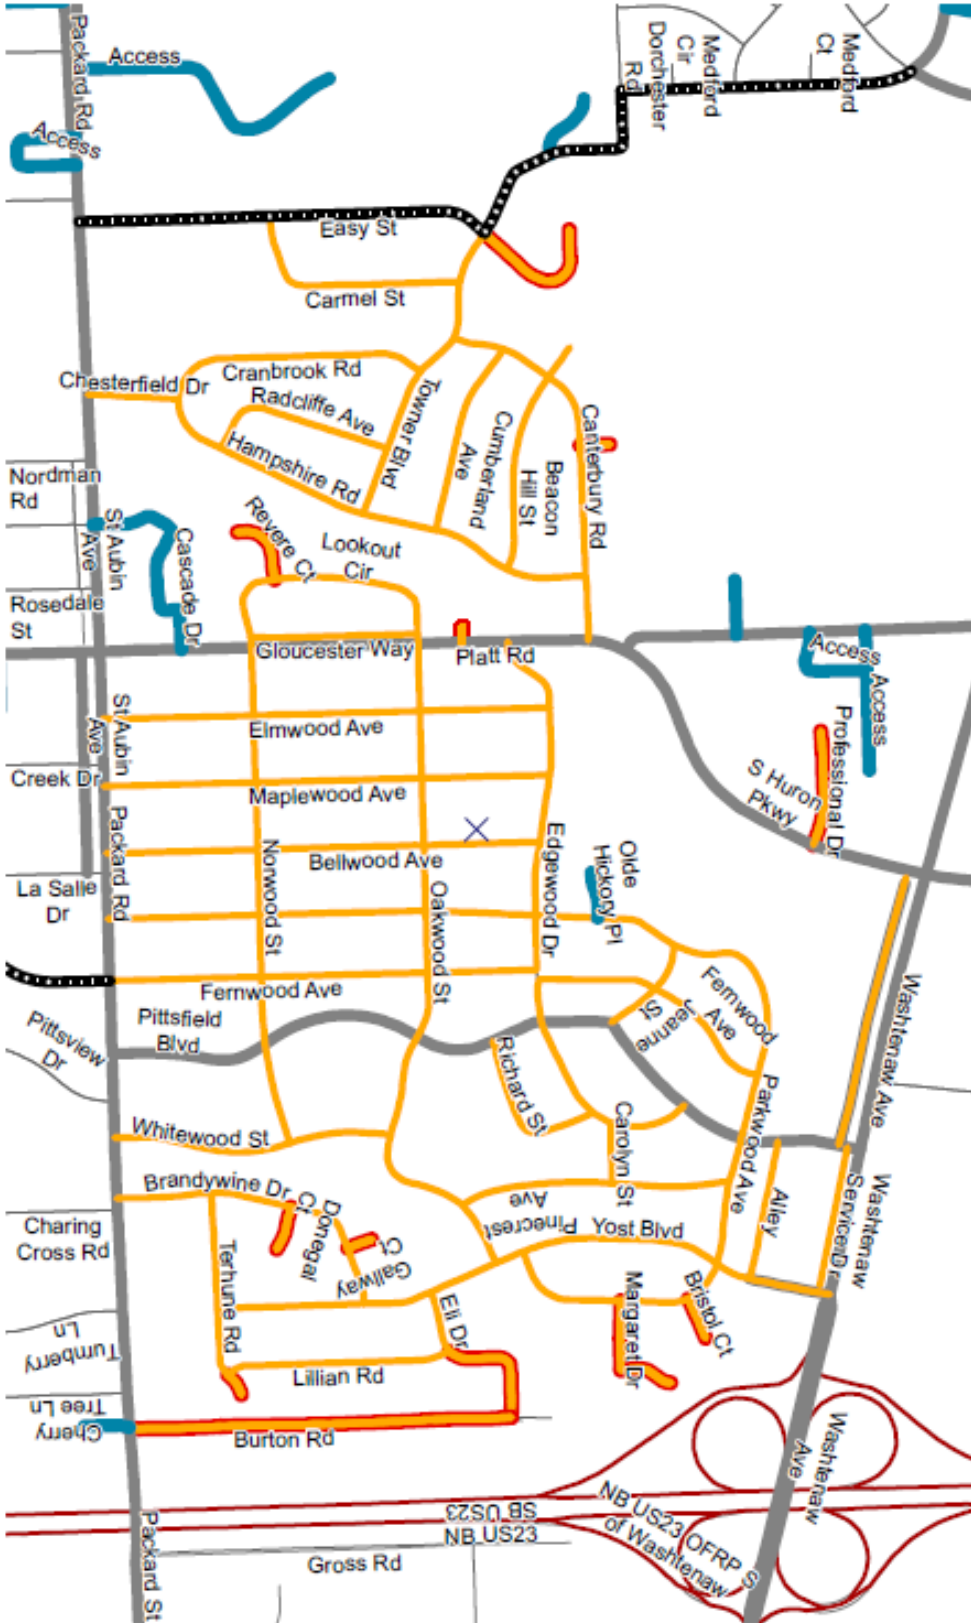 Packard Rd
Access
Access
Dorchester
Rd
Medford
Cir
Medford
Ct
Easy St
Carmel St
Chesterfield Dr
Cranbrook Rd
Radcliffe Ave
Hampshire Rd
Towner Blvd
Cumberland
Ave
Beacon
Hill St
Canterbury Rd
Nordman
Rd
St Aubin
Ave
Cascade Dr
Revere Ct
Lookout
Cir
Rosedale
St
Gloucester Way
Platt Rd
Access
Access
Professional Dr
S Huron
Pkwy
St Aubin
Ave
Elmwood Ave
Creek Dr
Maplewood Ave
Packard Rd
Bellwood Ave
Norwood St
Oakwood St
Edgewood Dr
Olde
Hickory Pl
La Salle
Dr
Fernwood Ave
Fernwood
Ave
Jeanne
St
Washtenaw Ave
Pittsfield
Blvd
Pittsview
Dr
Richard St
Carolyn St
Parkwood Ave
Whitewood St
Brandywine Dr
Pinecrest
Ave
Yost Blvd
Alley
Washtenaw
Service Dr
Charing
Cross Rd
Terhune Rd
Donegal
Ct
Gallway
Ct
Eli Dr
Margaret Dr
Bristol Ct
Turnberry
Ln
Lillian Rd
Cherry
Tree Ln
Burton Rd
Washtenaw
Ave
SB US23
NB US23
NB US23 OFRP S
of Washtenaw
Packard St
Gross Rd